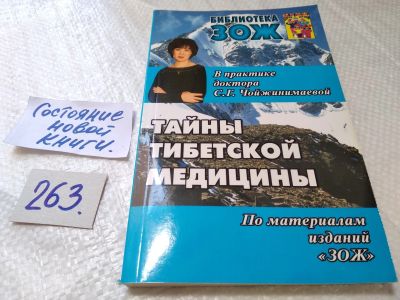 БИБЛИОТЕКА
ЗОЖ
В практике
доктора
С.Г. Чойжинимаевой
Состояние
новой
книги.
ТАЙНЫ
ТИБЕТСКОЙ
МЕДИЦИНЫ
263.
По материалам
изданий
«ЗОЖ»